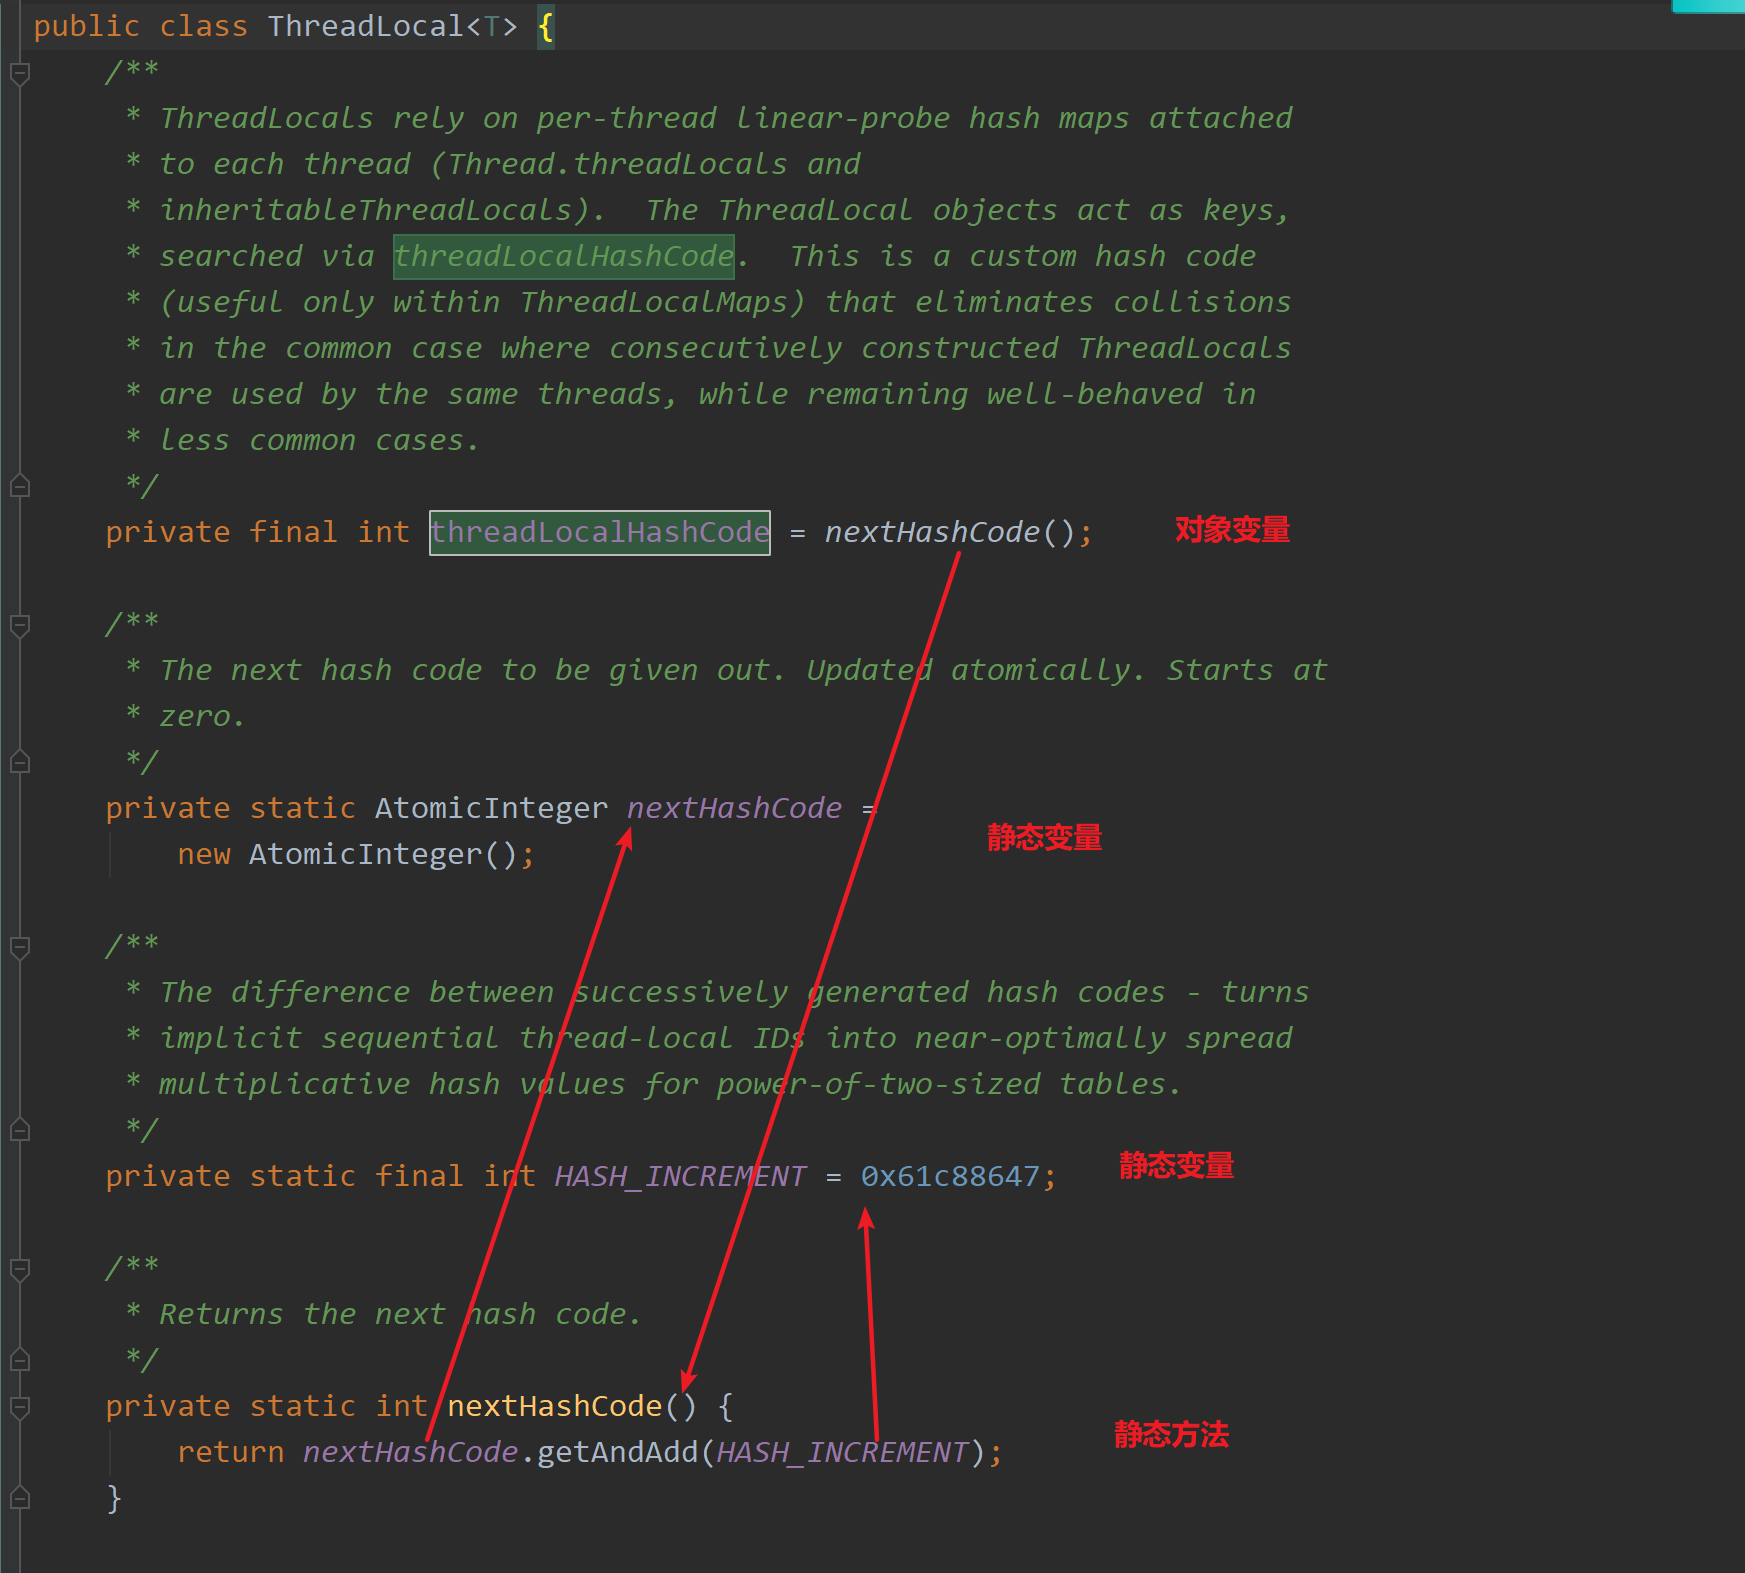 public class ThreadLocal<T> {
/**
* ThreadLocals rely on per-thread linear-probe hash maps attached
* to each thread (Thread.threadLocals and
* inheritableThreadLocals).  The ThreadLocal objects act as keys,
* searched via threadLocalHashCode.  This is a custom hash code
* (useful only within ThreadLocalMaps) that eliminates collisions
* in the common case where consecutively constructed ThreadLocals
* are used by the same threads, while remaining well-behaved in
* less common cases.
*/
private final int threadLocalHashCode = nextHashCode(); 对象变量
/**
* The next hash code to be given out. Updated atomically. Starts at
* zero.
*/
private static AtomicInteger nextHashCode =
静态变量
new AtomicInteger();
/**
* The difference between successively generated hash codes - turns
* implicit sequential thread-local IDs into near-optimally spread
* multiplicative hash values for power-of-two-sized tables.
*/
private static final int HASH_INCREMENT = 0x61c88647; 静态变量
/**
* Returns the next hash code.
*/
private static int nextHashCode() {
静态方法
return nextHashCode.getAndAdd(HASH_INCREMENT);
}